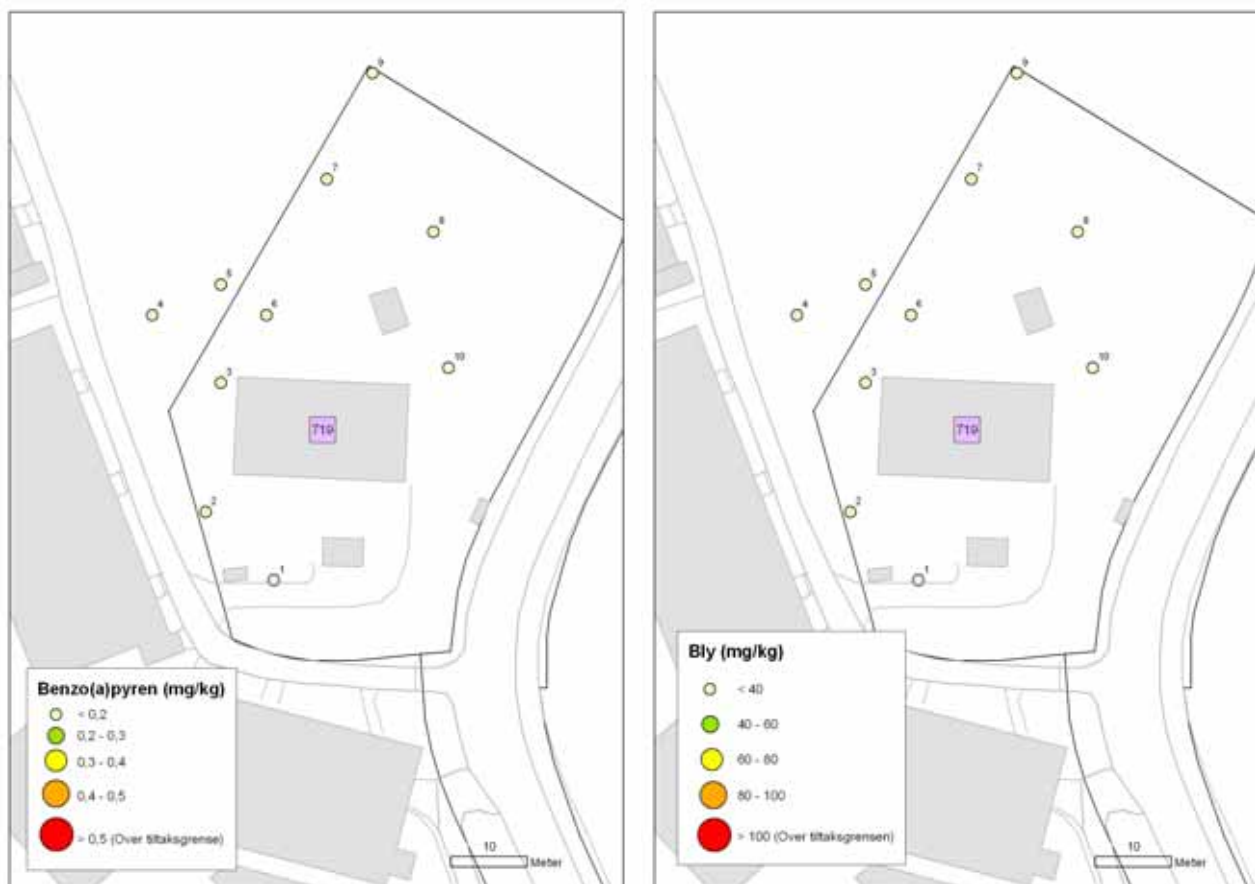 9
7
8
5
4
6
10
3
719
2
1
Benzo(a)pyren (mg/kg)
< 0,2
0,2 - 0,3
0,3 - 0,4
0,4 - 0,5
> 0,5 (Over tiltaksgrense)
10
Meter
9
7
8
5
4
6
10
3
719
2
1
Bly (mg/kg)
< 40
40 - 60
60 - 80
80 - 100
> 100 (Over tiltaksgrensen)
10
Meter